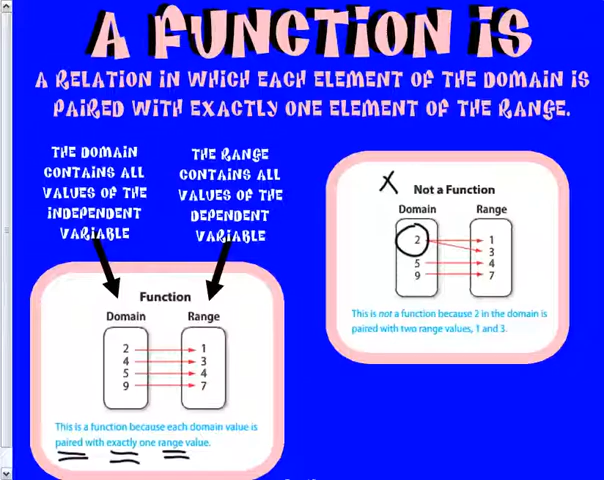 A FUNCTION IS
A RELATION IN WHICH EACH ELEMENT OF THE DOMAIN IS
PAIRED WITH EXACTLY ONE ELEMENT OF THE RANGE.
THE DOMAIN
CONTAINS ALL
VALUES OF THE
INDEPENDENT
VARIABLE
THE RANGE
CONTAINS ALL
VALUES OF THE
DEPENDENT
VARIABLE
X Not a Function
Domain Range
2 1
3
5 4
9 7
This is not a function because 2 in the domain is
paired with two range values, 1 and 3.
Function
Domain Range
2 1
4 3
5 4
9 7
This is a function because each domain value is
paired with exactly one range value.